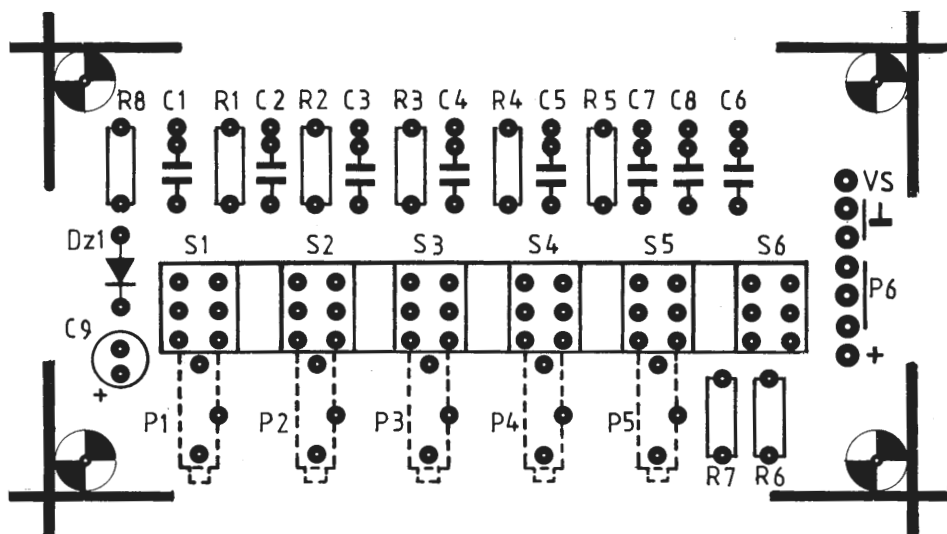 R8 C1 R1 C2 R2 C3 R3 C4 R4 C5 R5 C7 C8 C6
VS
Dz1 S1 S2 S3 S4 S5 S6
P6
C9
+
+
P1 P2 P3 P4 P5
R7 R6